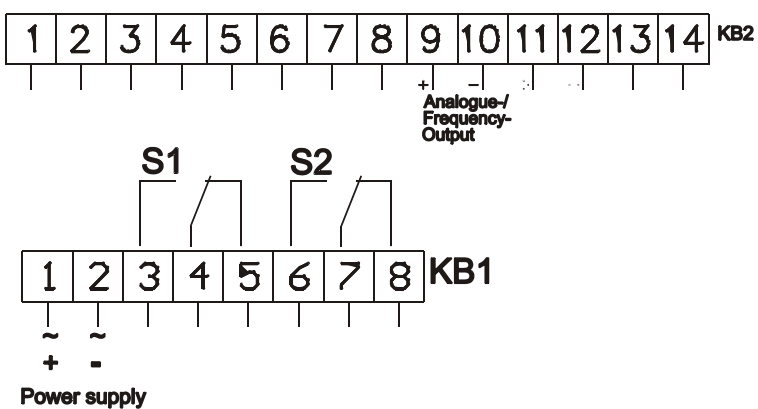 1 2 3 4 5 6 7 8 9 10 11 12 13 14 KB2
+ -
Analogue-/
Frequency-
Output
S1 S2
1 2 3 4 5 6 7 8 KB1
~ ~
+ -
Power supply